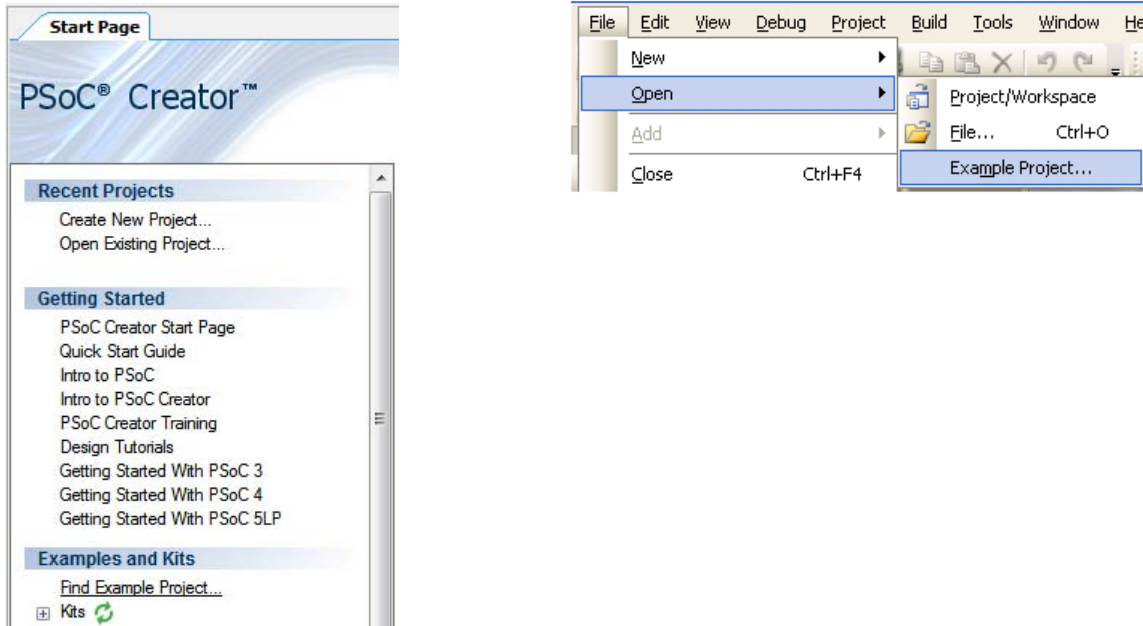 Start Page
PSoC® Creator™
Recent Projects
Create New Project...
Open Existing Project...
Getting Started
PSoC Creator Start Page
Quick Start Guide
Intro to PSoC
Intro to PSoC Creator
PSoC Creator Training
Design Tutorials
Getting Started With PSoC 3
Getting Started With PSoC 4
Getting Started With PSoC 5LP
Examples and Kits
Find Example Project...
Kits
File Edit View Debug Project Build Tools Window He
New
Open
Add
Close Ctrl+F4
Project/Workspace
File... Ctrl+O
Example Project...